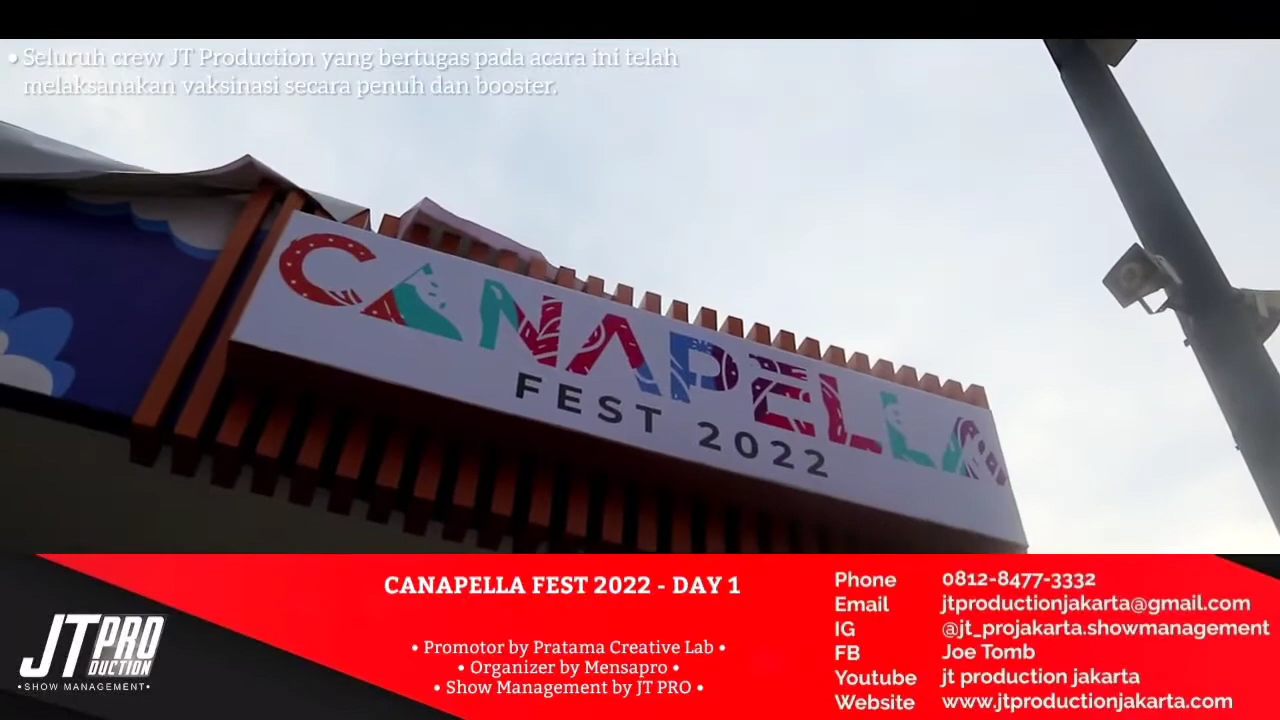 • Seluruh crew JT Production yang bertugas pada acara ini telah
melaksanakan vaksinasi secara penuh dan booster.
CANAPELLA
FEST 2022
CANAPELLA FEST 2022 - DAY 1
• Promotor by Pratama Creative Lab •
• Organizer by Mensapro •
• Show Management by JT PRO •
JT PRO
DUCTION
• SHOW MANAGEMENT •
Phone 0812-8477-3332
Email jtproductionjakarta@gmail.com
IG @jt_projakarta.showmanagement
FB Joe Tomb
Youtube jt production jakarta
Website www.jtproductionjakarta.com